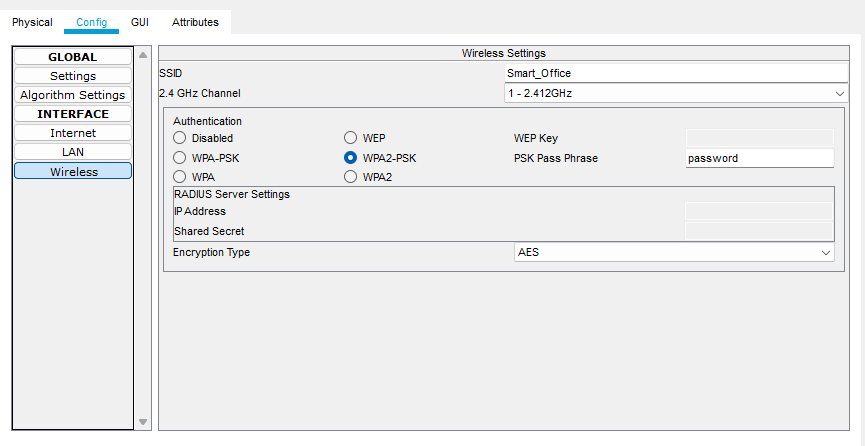 Physical Config GUI Attributes
GLOBAL
Settings
Algorithm Settings
INTERFACE
Internet
LAN
Wireless
Wireless Settings
SSID Smart_Office
2.4 GHz Channel 1 - 2.412GHz
Authentication
Disabled WEP WEP Key
WPA-PSK WPA2-PSK PSK Pass Phrase password
WPA WPA2
RADIUS Server Settings
IP Address
Shared Secret
Encryption Type AES